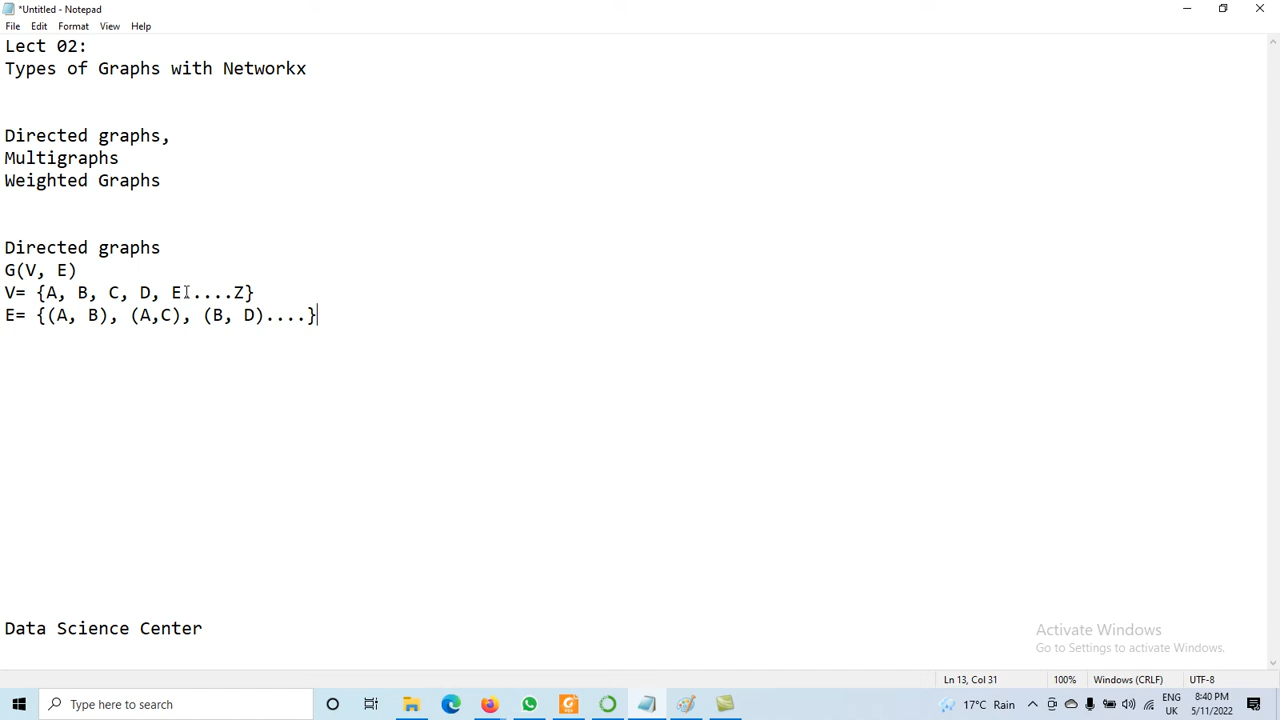 *Untitled - Notepad
File Edit Format View Help
Lect 02:
Types of Graphs with Networkx
Directed graphs,
Multigraphs
Weighted Graphs
Directed graphs
G(V, E)
V= {A, B, C, D, E.....Z}
E= {(A, B), (A,C), (B, D)....}
Data Science Center
Activate Windows
Go to Settings to activate Windows.
Ln 13, Col 31 100% Windows (CRLF) UTF-8
Type here to search 17°C Rain ENG 8:40 PM
UK 5/11/2022